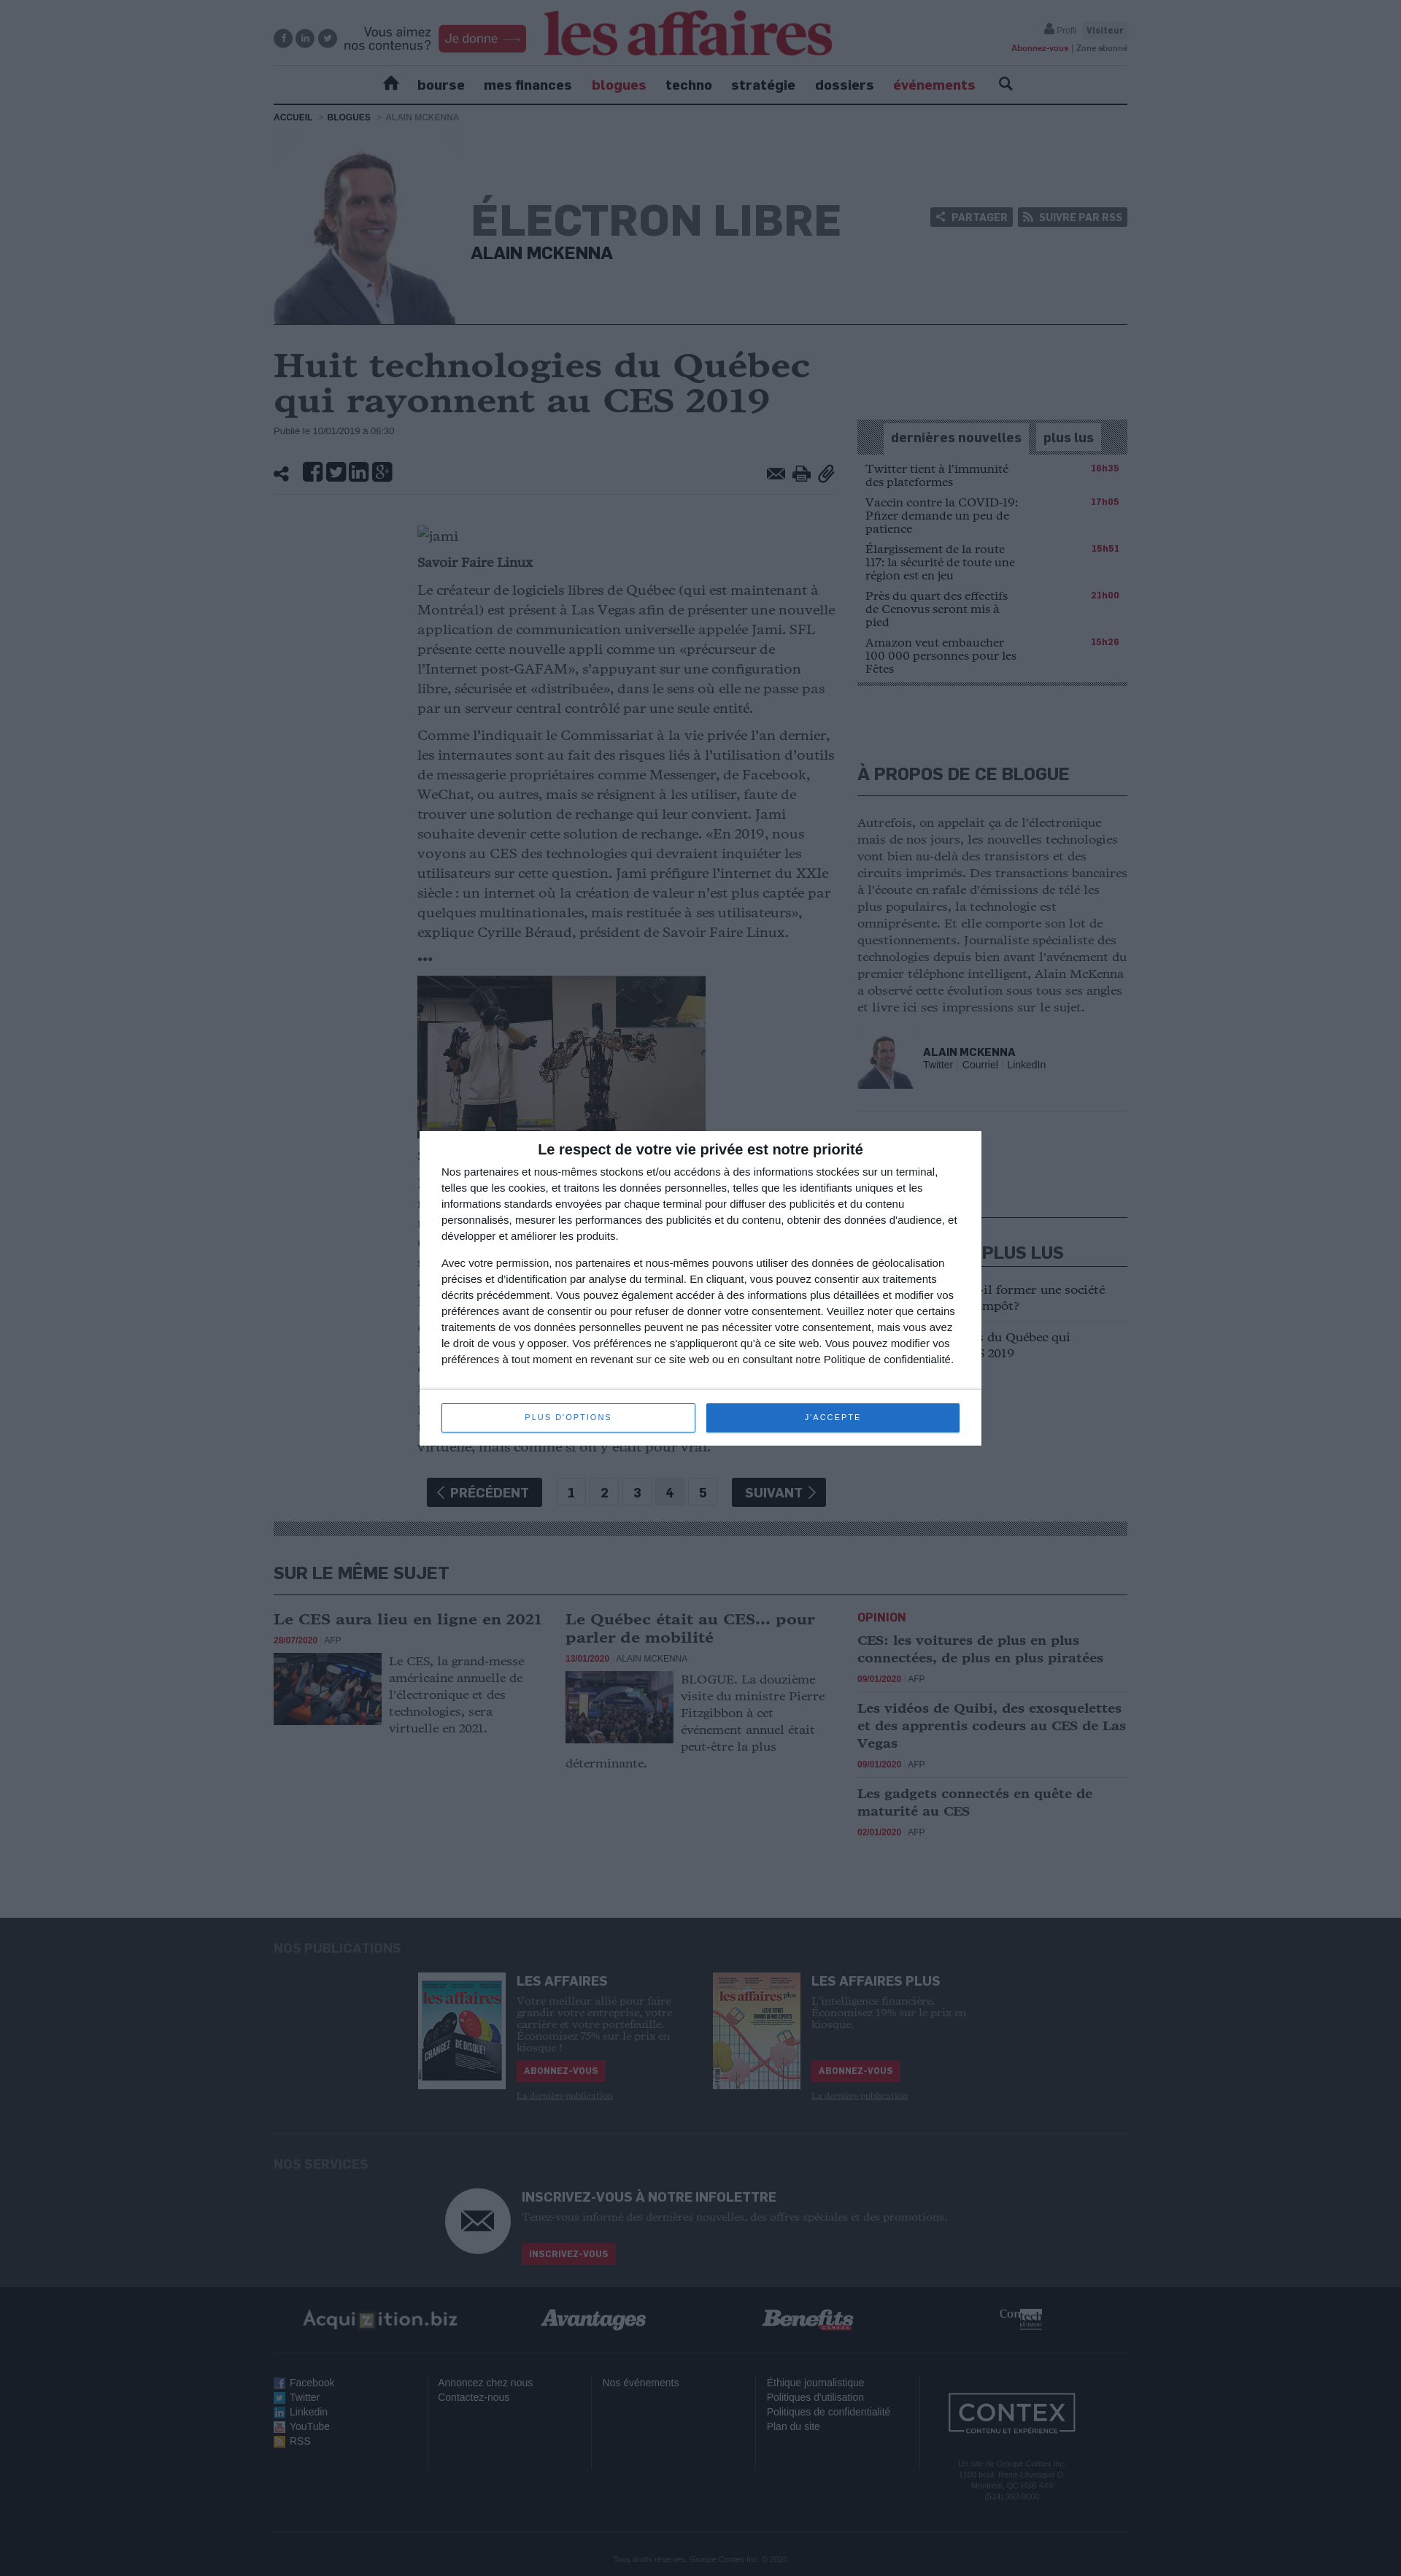 Vous aimez
nos contenus?
Je donne
les affaires
Profil Visiteur
Abonnez-vous | Zone abonné
bourse mes finances blogues techno stratégie dossiers événements
ACCUEIL > BLOGUES > ALAIN MCKENNA
ÉLECTRON LIBRE
ALAIN MCKENNA
PARTAGER SUIVRE PAR RSS
Huit technologies du Québec
qui rayonnent au CES 2019
Publié le 10/01/2019 à 06:30
jami
Savoir Faire Linux
Le créateur de logiciels libres de Québec (qui est maintenant à
Montréal) est présent à Las Vegas afin de présenter une nouvelle
application de communication universelle appelée Jami. SFL
présente cette nouvelle appli comme un «précurseur de
l'Internet post-GAFAM», s'appuyant sur une configuration
libre, sécurisée et «distribuée», dans le sens où elle ne passe pas
par un serveur central contrôlé par une seule entité.
Comme l'indiquait le Commissariat à la vie privée l'an dernier,
les internautes sont au fait des risques liés à l'utilisation d'outils
de messagerie propriétaires comme Messenger, de Facebook,
WeChat, ou autres, mais se résignent à les utiliser, faute de
trouver une solution de rechange qui leur convient. Jami
souhaite devenir cette solution de rechange. «En 2019, nous
voyons au CES des technologies qui devraient inquiéter les
utilisateurs sur cette question. Jami préfigure l'internet du XXIe
siècle : un internet où la création de valeur n'est plus captée par
quelques multinationales, mais restituée à ses utilisateurs»,
explique Cyrille Béraud, président de Savoir Faire Linux.
•••
dernières nouvelles plus lus
Twitter tient à l'immunité 16h35
des plateformes
Vaccin contre la COVID-19: 17h05
Pfizer demande un peu de
patience
Élargissement de la route 15h51
117: la sécurité de toute une
région est en jeu
Près du quart des effectifs 21h00
de Cenovus seront mis à
pied
Amazon veut embaucher 15h26
100 000 personnes pour les
Fêtes
À PROPOS DE CE BLOGUE
Autrefois, on appelait ça de l'électronique
mais de nos jours, les nouvelles technologies
vont bien au-delà des transistors et des
circuits imprimés. Des transactions bancaires
à l'écoute en rafale d'émissions de télé les
plus populaires, la technologie est
omniprésente. Et elle comporte son lot de
questionnements. Journaliste spécialiste des
technologies depuis bien avant l'avénement du
premier téléphone intelligent, Alain McKenna
a observé cette évolution sous tous ses angles
et livre ici ses impressions sur le sujet.
ALAIN MCKENNA
Twitter | Courriel | LinkedIn
PLUS LUS
il former une société
mpôt?
s du Québec qui
S 2019
Le respect de votre vie privée est notre priorité
Nos partenaires et nous-mêmes stockons et/ou accédons à des informations stockées sur un terminal,
telles que les cookies, et traitons les données personnelles, telles que les identifiants uniques et les
informations standards envoyées par chaque terminal pour diffuser des publicités et du contenu
personnalisés, mesurer les performances des publicités et du contenu, obtenir des données d'audience, et
développer et améliorer les produits.
Avec votre permission, nos partenaires et nous-mêmes pouvons utiliser des données de géolocalisation
précises et d'identification par analyse du terminal. En cliquant, vous pouvez consentir aux traitements
décrits précédemment. Vous pouvez également accéder à des informations plus détaillées et modifier vos
préférences avant de consentir ou pour refuser de donner votre consentement. Veuillez noter que certains
traitements de vos données personnelles peuvent ne pas nécessiter votre consentement, mais vous avez
le droit de vous y opposer. Vos préférences ne s'appliqueront qu'à ce site web. Vous pouvez modifier vos
préférences à tout moment en revenant sur ce site web ou en consultant notre Politique de confidentialité.
PLUS D'OPTIONS J'ACCEPTE
virtuelle, mais comme si on y était pour vrai.
PRÉCÉDENT 1 2 3 4 5 SUIVANT
SUR LE MÊME SUJET
Le CES aura lieu en ligne en 2021
28/07/2020 | AFP
Le CES, la grand-messe
américaine annuelle de
l'électronique et des
technologies, sera
virtuelle en 2021.
Le Québec était au CES... pour
parler de mobilité
13/01/2020 | ALAIN MCKENNA
BLOGUE. La douzième
visite du ministre Pierre
Fitzgibbon à cet
événement annuel était
peut-être la plus
déterminante.
OPINION
CES: les voitures de plus en plus
connectées, de plus en plus piratées
09/01/2020 | AFP
Les vidéos de Quibi, des exosquelettes
et des apprentis codeurs au CES de Las
Vegas
09/01/2020 | AFP
Les gadgets connectés en quête de
maturité au CES
02/01/2020 | AFP
NOS PUBLICATIONS
les affaires
CHANGEZ DE DISQUE!
LES AFFAIRES
Votre meilleur allié pour faire
grandir votre entreprise, votre
carrière et votre portefeuille.
Économisez 75% sur le prix en
kiosque !
ABONNEZ-VOUS
La dernière publication
les affaires plus
LES AFFAIRES PLUS
L'intelligence financière.
Économisez 19% sur le prix en
kiosque.
ABONNEZ-VOUS
La dernière publication
NOS SERVICES
INSCRIVEZ-VOUS À NOTRE INFOLETTRE
Tenez-vous informé des dernières nouvelles, des offres spéciales et des promotions.
INSCRIVEZ-VOUS
Acquizition.biz Avantages Benefits Contech
Facebook
Twitter
Linkedin
YouTube
RSS
Annoncez chez nous
Contactez-nous
Nos événements
Éthique journalistique
Politiques d'utilisation
Politiques de confidentialité
Plan du site
CONTEX
CONTENU ET EXPÉRIENCE
Un site de Groupe Contex Inc.
1100 boul. René-Lévesque O
Montréal, QC H3B 4X9
(514) 392-9000
Tous droits réservés, Groupe Contex Inc. © 2020